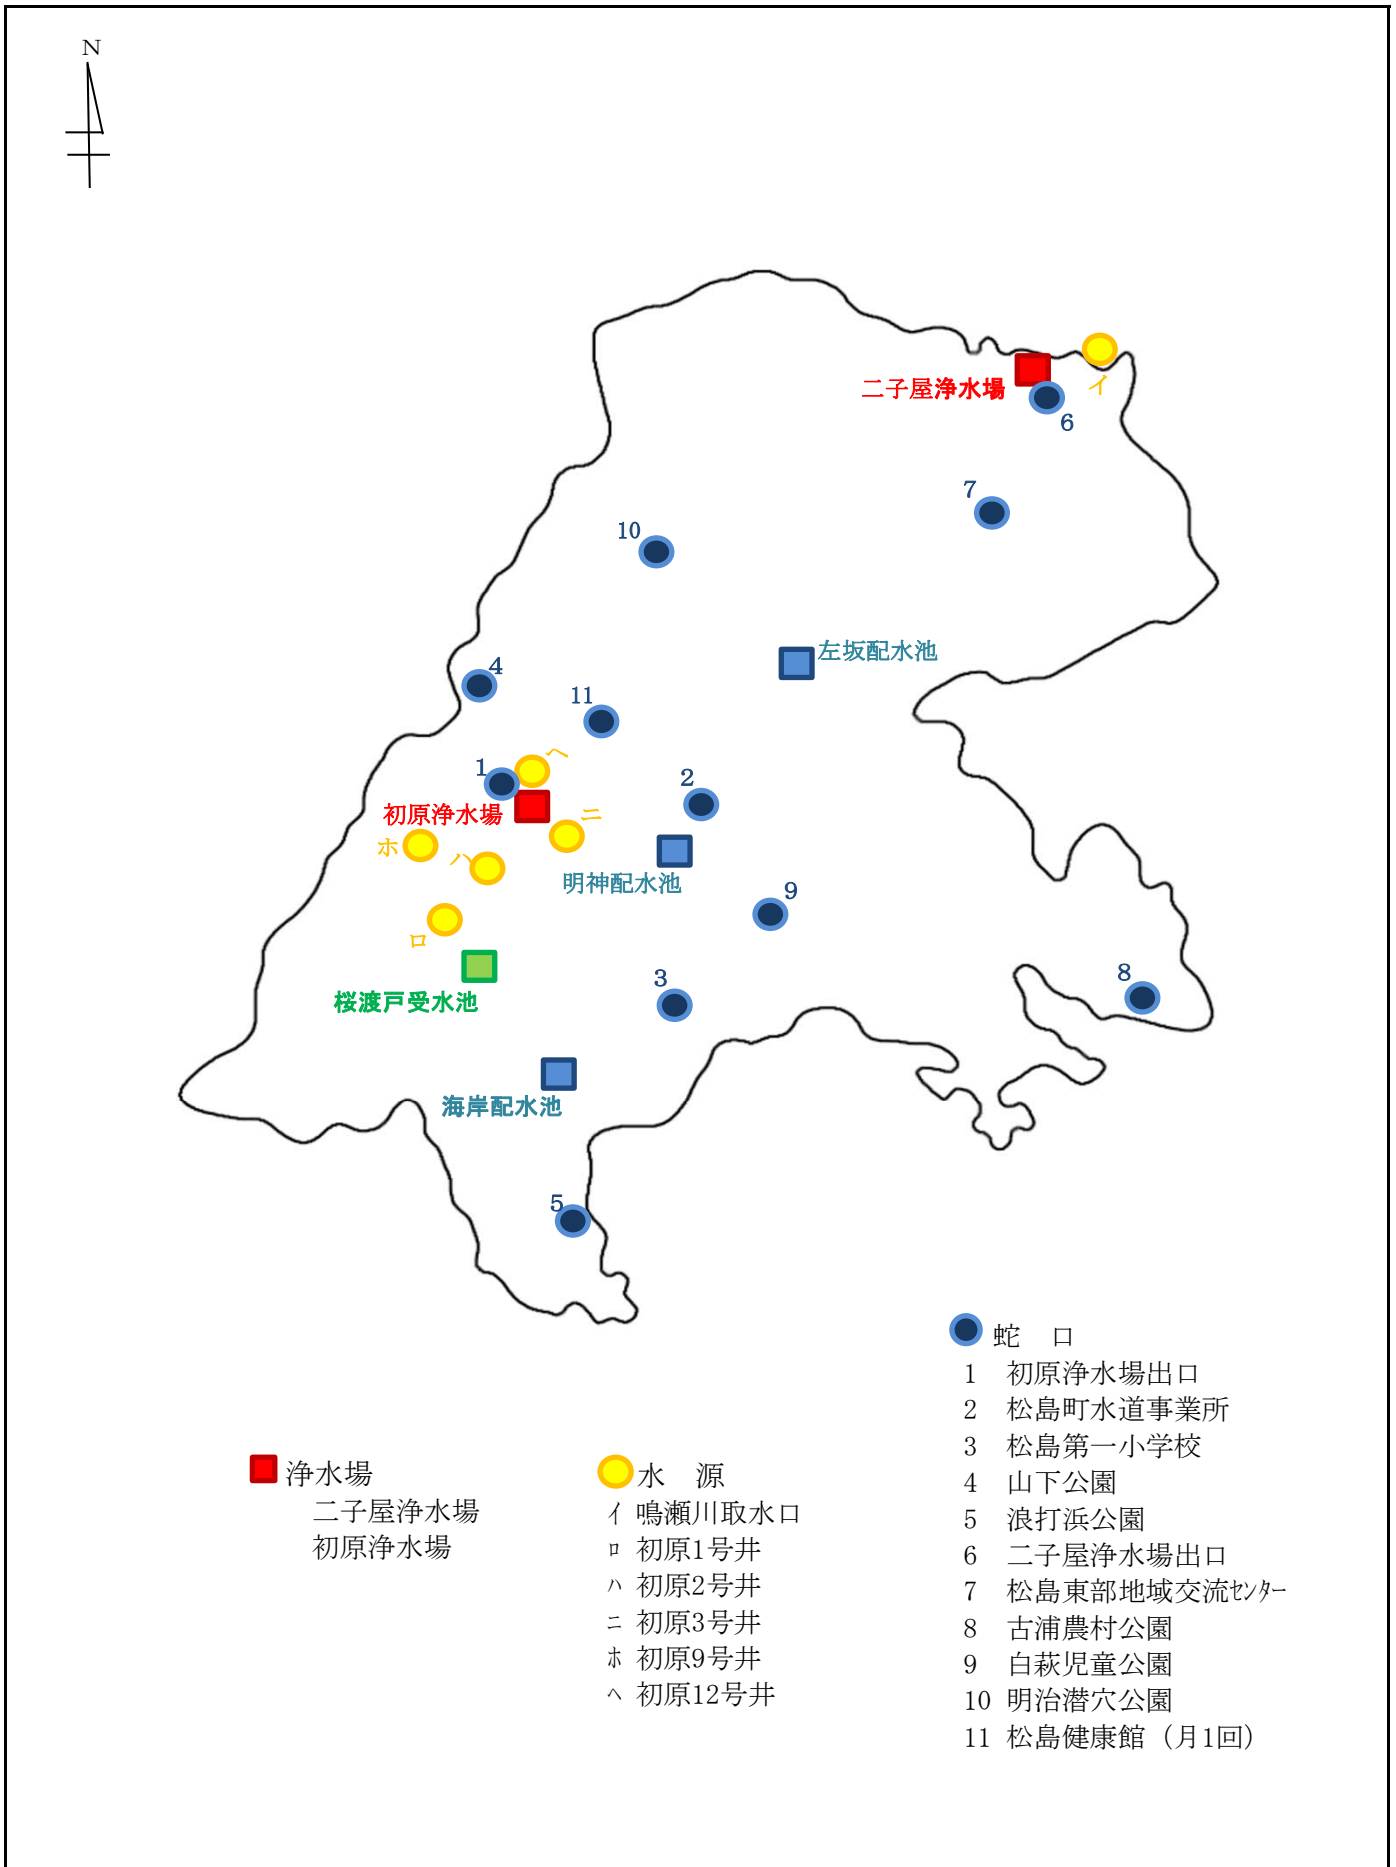 N
二子屋浄水場
イ
6
7
10
左坂配水池
4
11
ヘ
1
2
初原浄水場
ニ
ホ
ハ
明神配水池
9
ロ
3
8
桜渡戸受水池
海岸配水池
5
蛇　口
1　初原浄水場出口
2　松島町水道事業所
3　松島第一小学校
4　山下公園
5　浪打浜公園
6　二子屋浄水場出口
7　松島東部地域交流ｾﾝﾀｰ
8　古浦農村公園
9　白萩児童公園
10　明治潜穴公園
11　松島健康館（月1回）
浄水場
二子屋浄水場
初原浄水場
水　源
ｲ 鳴瀬川取水口
ﾛ 初原1号井
ﾊ 初原2号井
ﾆ 初原3号井
ﾎ 初原9号井
ﾍ 初原12号井